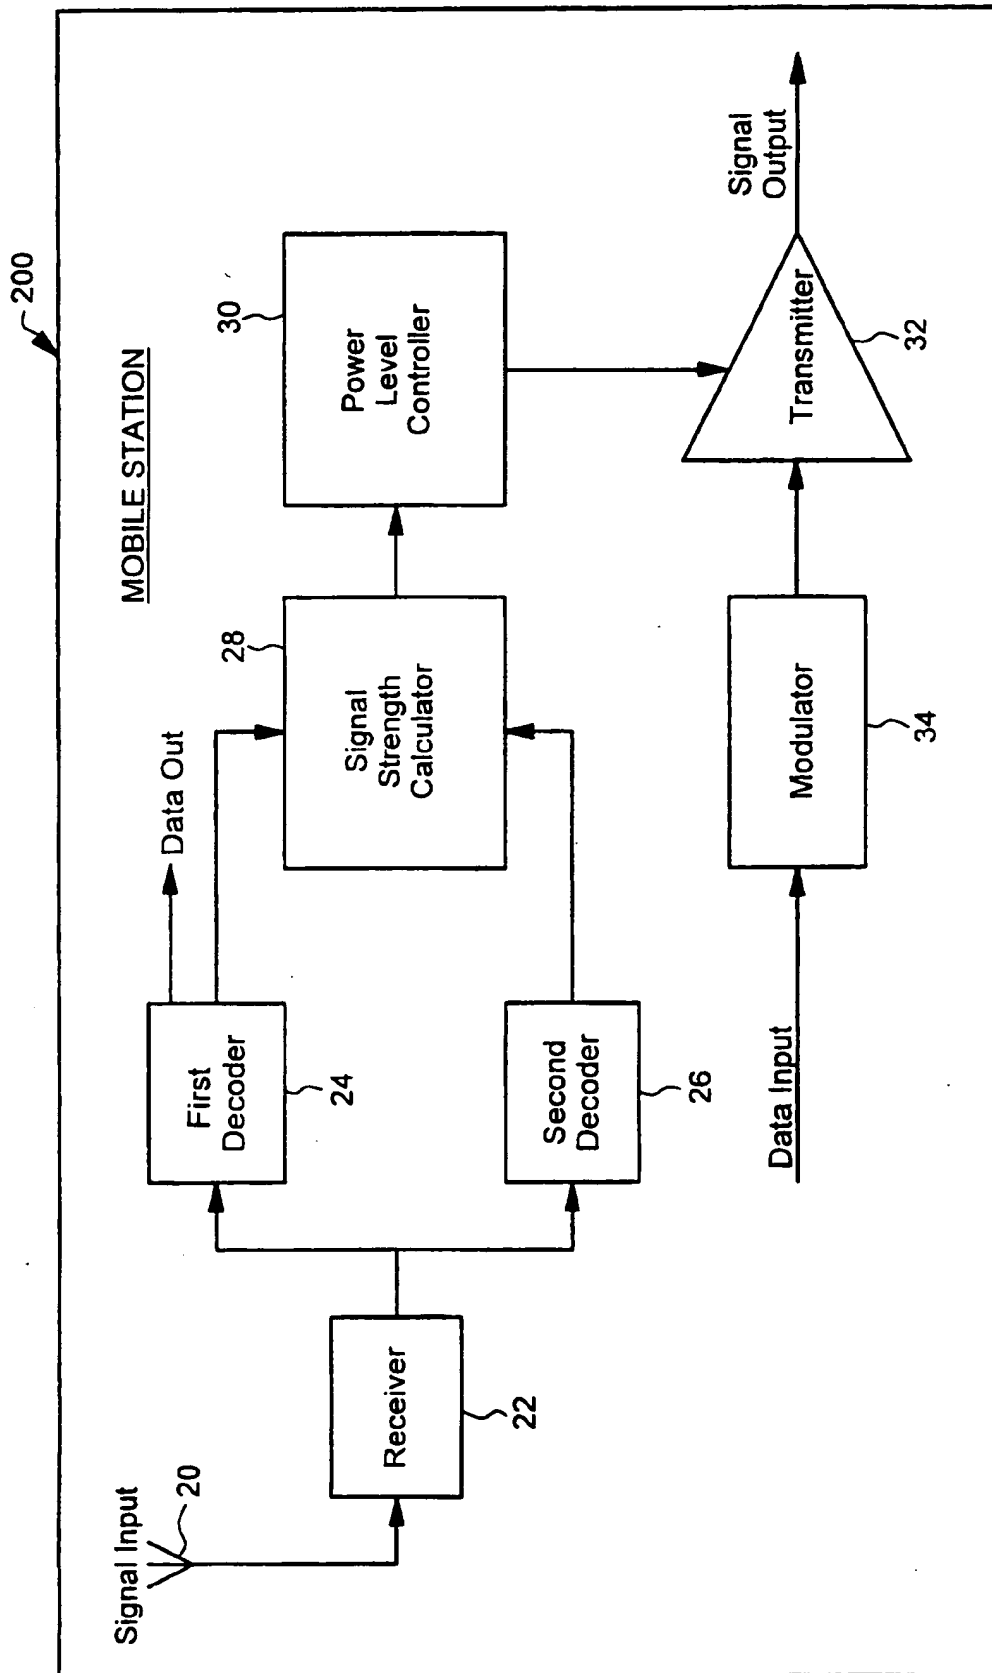 200
MOBILE STATION
Signal Input
20
Receiver
22
First
Decoder
24
Data Out
Second
Decoder
26
Signal
Strength
Calculator
28
Power
Level
Controller
30
Data Input
Modulator
34
Transmitter
32
Signal
Output